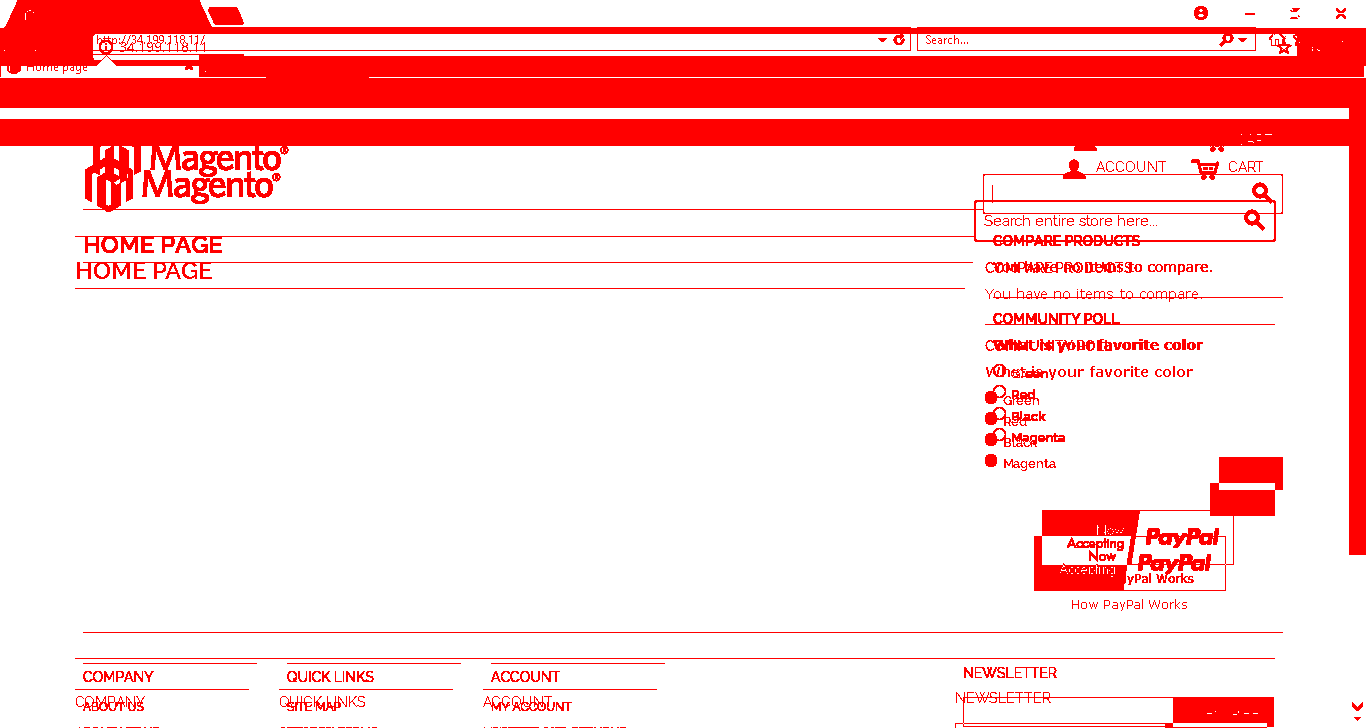 http://34.199.118.11/
34.199.118.11
Search...
Home page
Magento®
Magento®
ACCOUNT
CART
Search entire store here...
HOME PAGE
COMPARE PRODUCTS
HOME PAGE
COMPARE PRODUCTS
You have no items to compare.
You have no items to compare.
COMMUNITY POLL
COMMUNITY POLL
What is your favorite color
What is your favorite color
Green
Red
Green
Black
Red
Magenta
Black
Magenta
Now
Accepting
PayPal
Now
Accepting
PayPal
PayPal Works
How PayPal Works
COMPANY
QUICK LINKS
ACCOUNT
NEWSLETTER
COMPANY
QUICK LINKS
ACCOUNT
NEWSLETTER
ABOUT US
SITE MAP
MY ACCOUNT